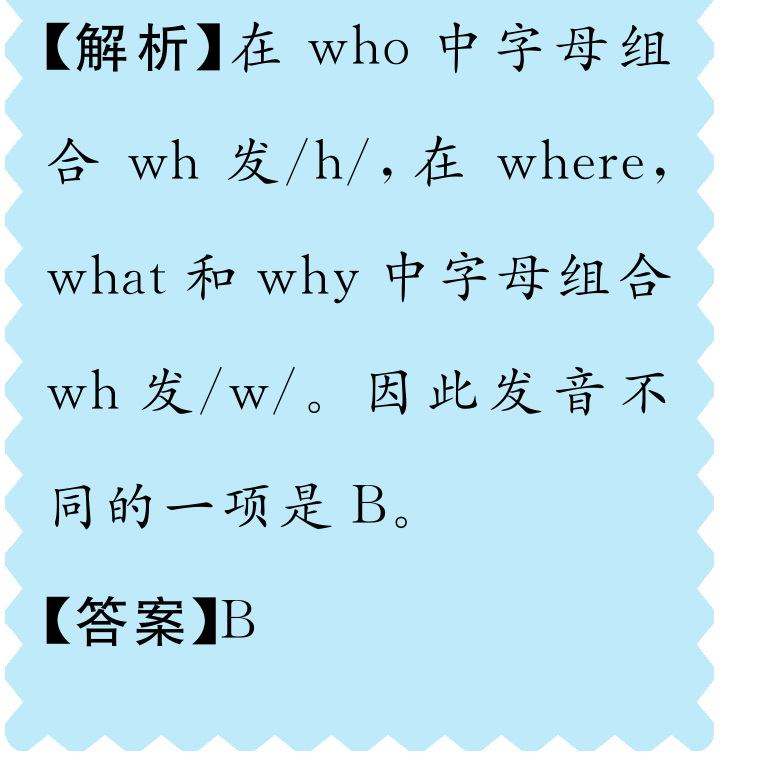 【解析】在 who 中字母组
合 wh 发/h/,在 where,
what 和 why 中字母组合
wh 发/w/。因此发音不
同的一项是 B。
【答案】B